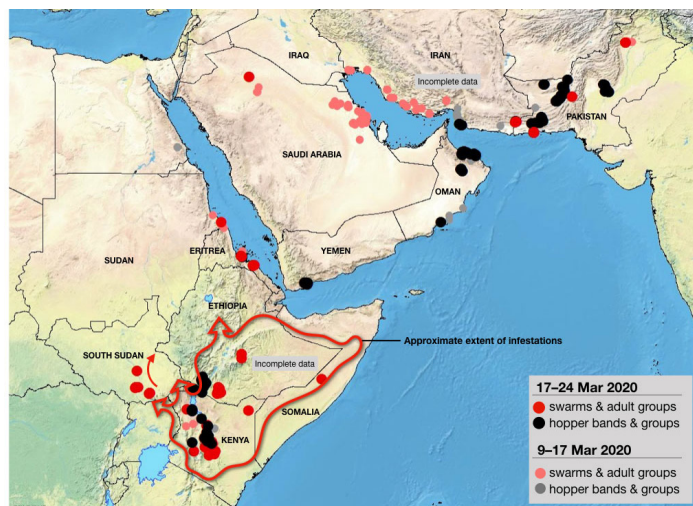 IRAQ
IRAN
Incomplete data
PAKISTAN
SAUDI ARABIA
OMAN
YEMEN
SUDAN
ERITREA
ETHIOPIA
Approximate extent of infestations
SOUTH SUDAN
Incomplete data
SOMALIA
KENYA
17–24 Mar 2020
swarms & adult groups
hopper bands & groups
9–17 Mar 2020
swarms & adult groups
hopper bands & groups